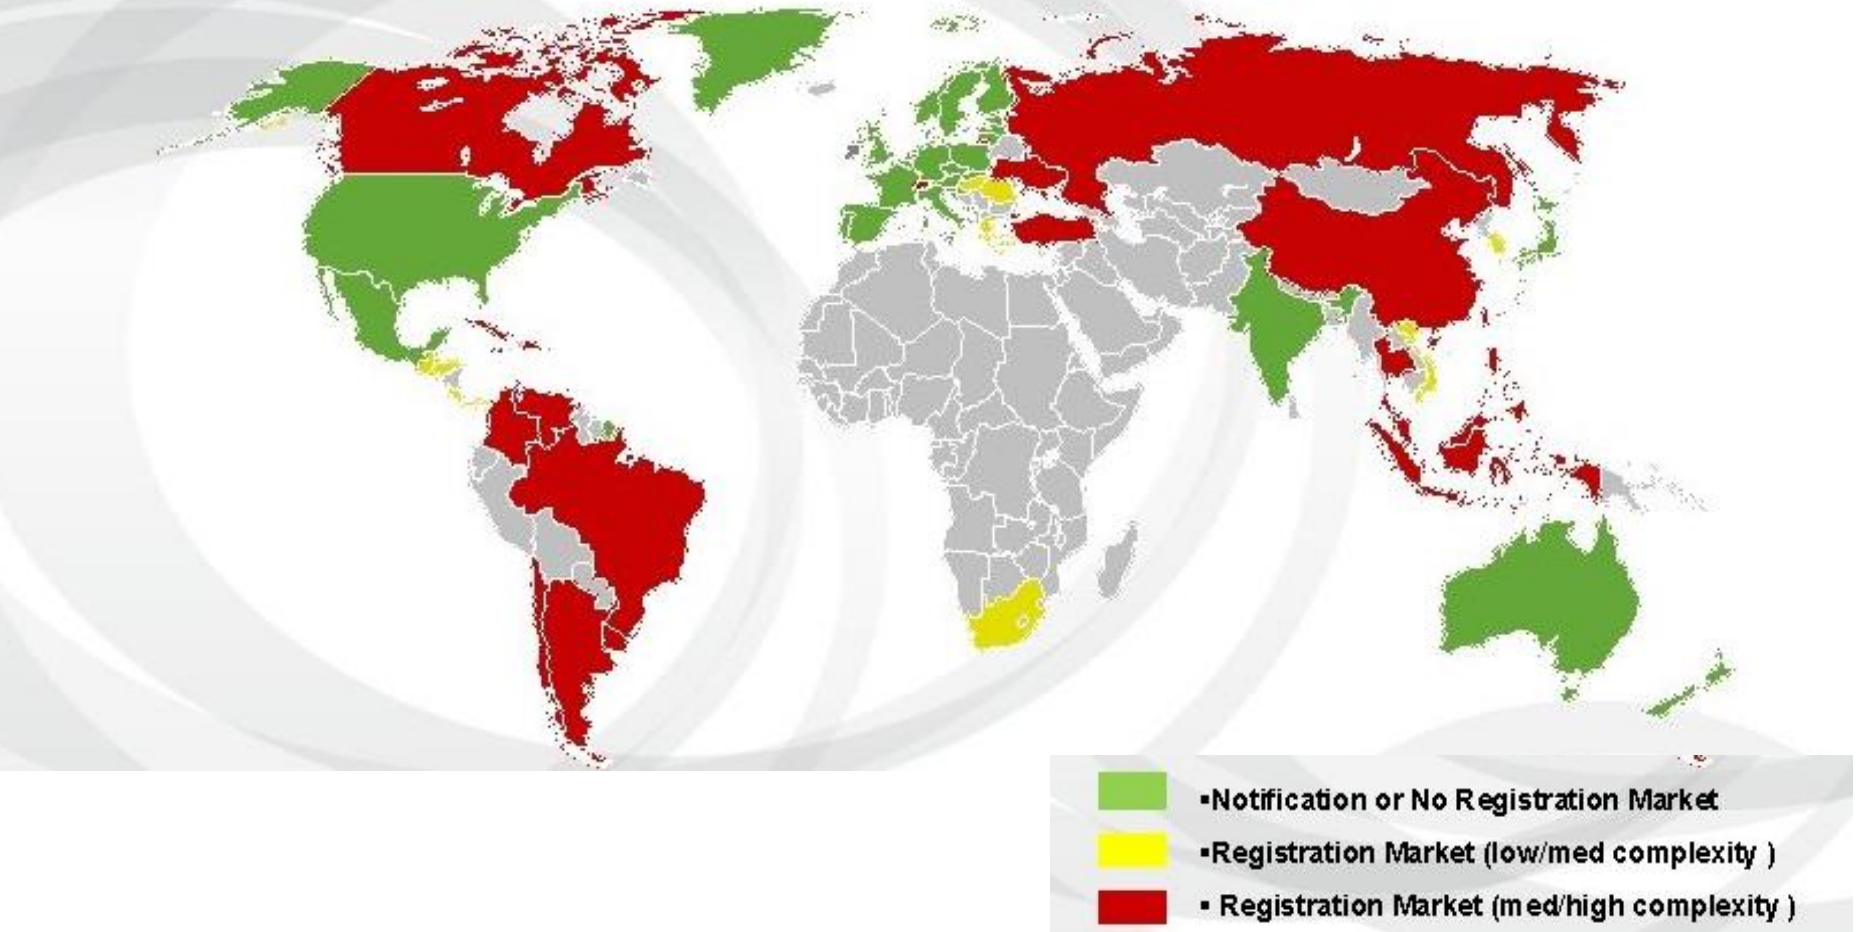 ▪Notification or No Registration Market
▪Registration Market (low/med complexity )
▪ Registration Market (med/high complexity )